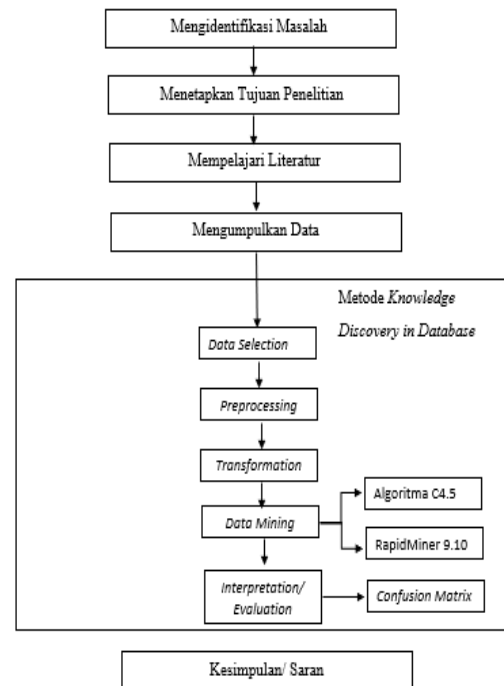 Mengidentifikasi Masalah
Menetapkan Tujuan Penelitian
Mempelajari Literatur
Mengumpulkan Data
Metode Knowledge
Discovery in Database
Data Selection
Preprocessing
Transformation
Data Mining
Algoritma C4.5
RapidMiner 9.10
Interpretation/
Evaluation
Confusion Matrix
Kesimpulan/ Saran